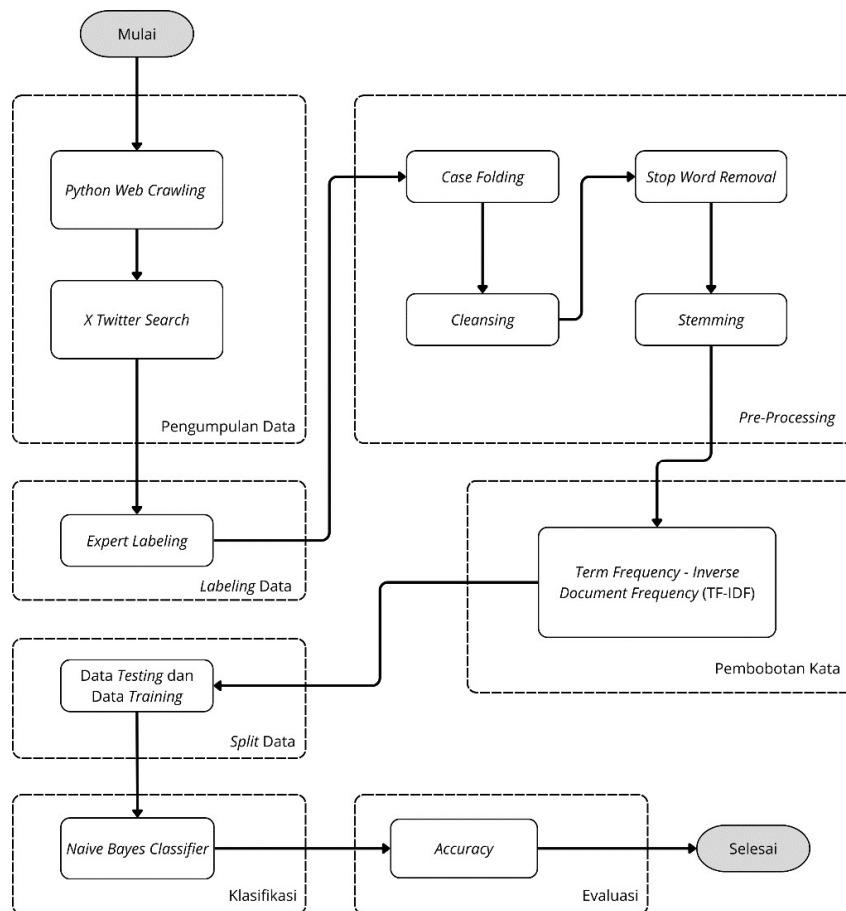 Mulai
Python Web Crawling
X Twitter Search
Pengumpulan Data
Expert Labeling
Labeling Data
Case Folding
Cleansing
Stop Word Removal
Stemming
Pre-Processing
Term Frequency - Inverse
Document Frequency (TF-IDF)
Pembobotan Kata
Data Testing dan
Data Training
Split Data
Naive Bayes Classifier
Klasifikasi
Accuracy
Evaluasi
Selesai